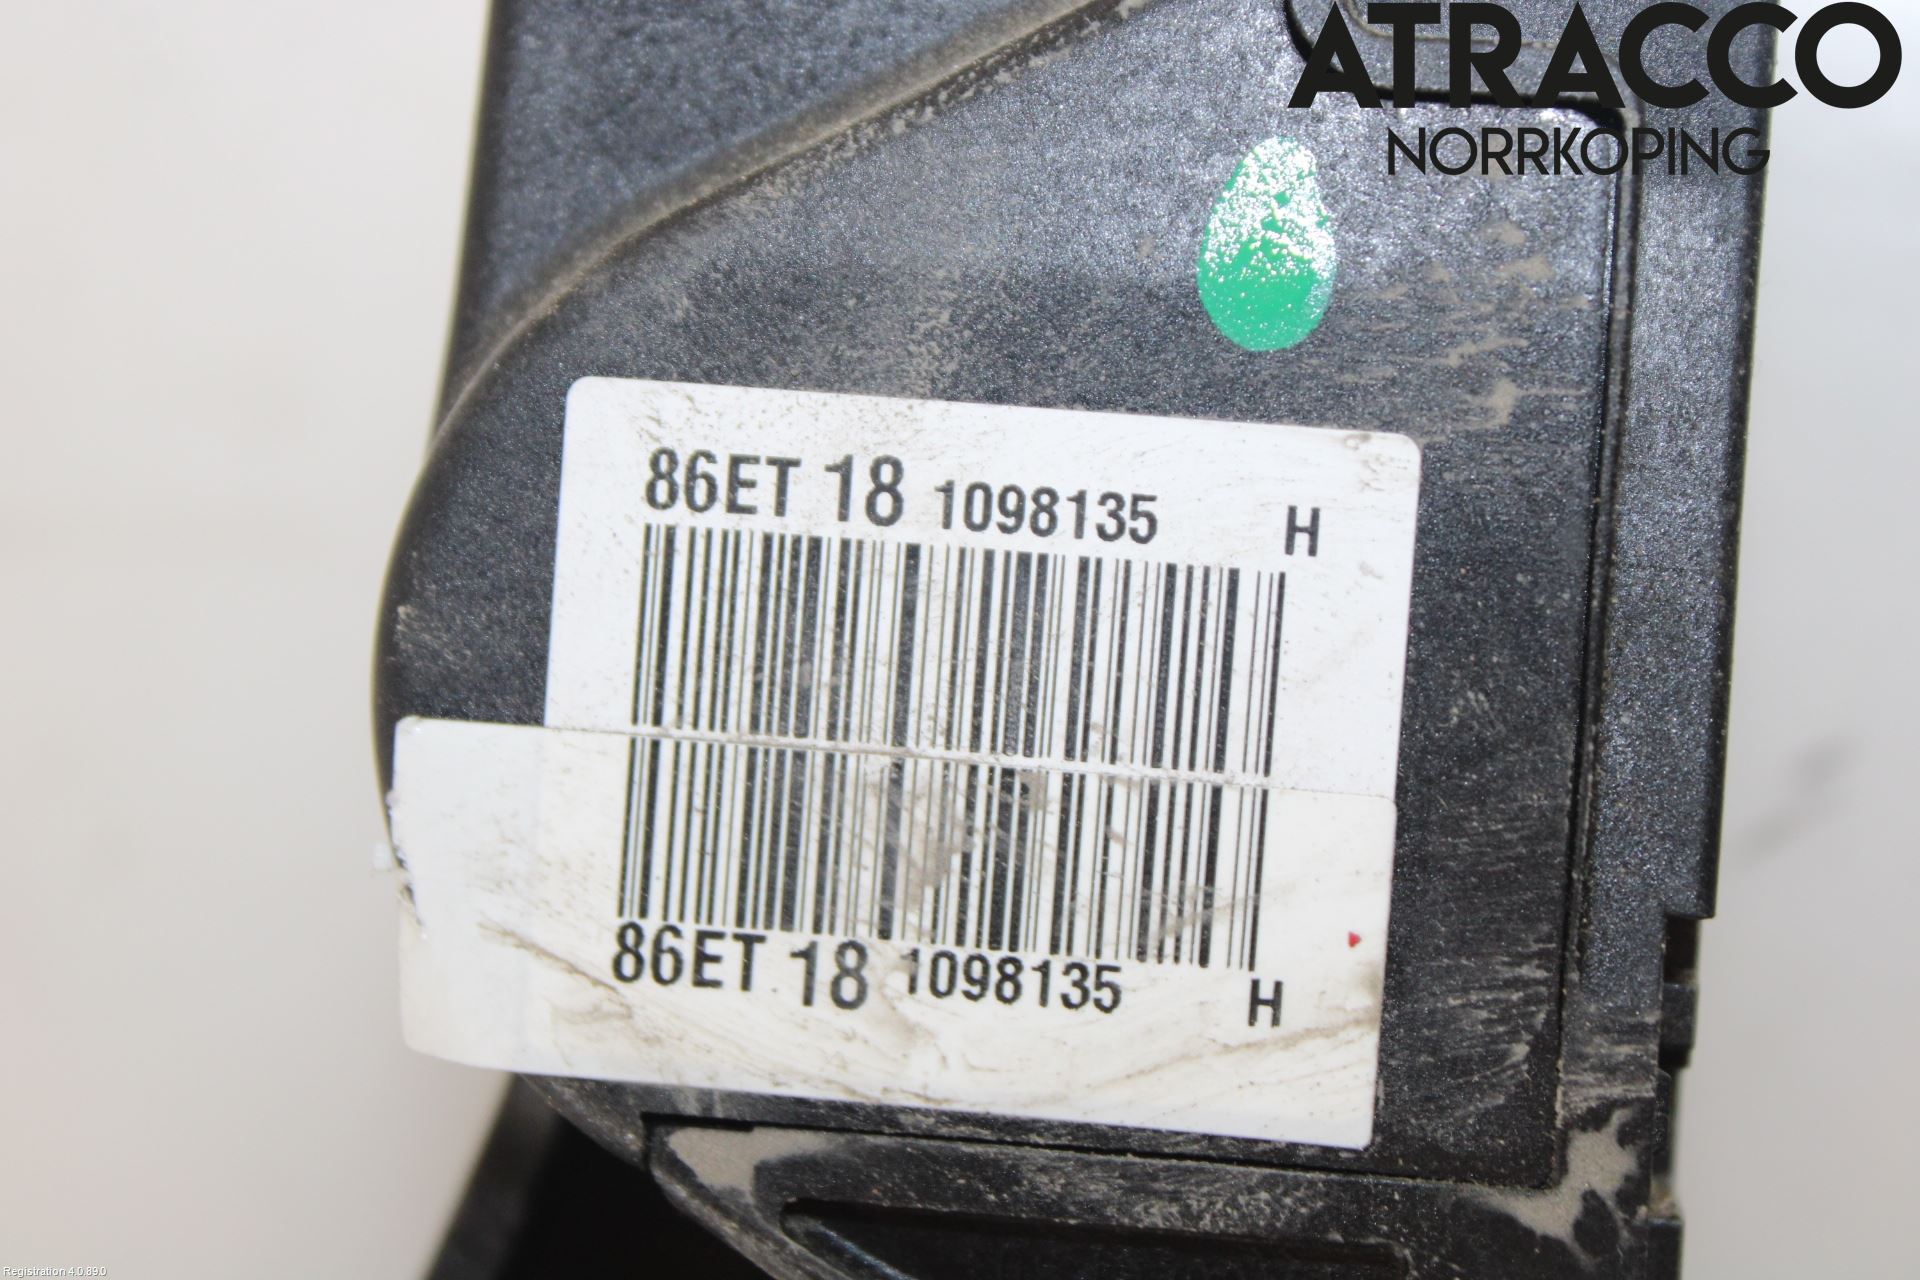 ATRACCO
NORRKOPING
86ET 18 1098135 H
86ET 18 1098135 H
Registration 4.0.89.0